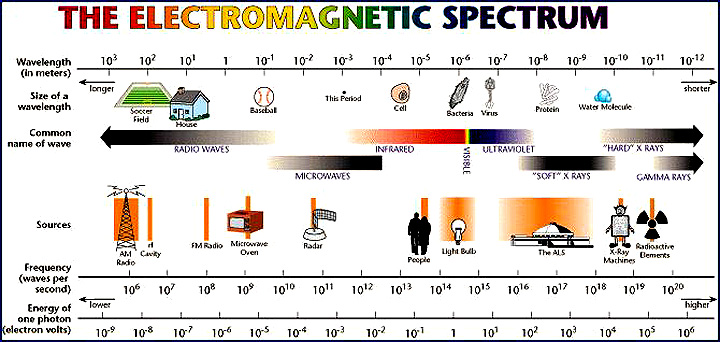 THE ELECTROMAGNETIC SPECTRUM
Wavelength
(in meters)
10³ 10² 10¹ 1 10⁻¹ 10⁻² 10⁻³ 10⁻⁴ 10⁻⁵ 10⁻⁶ 10⁻⁷ 10⁻⁸ 10⁻⁹ 10⁻¹⁰ 10⁻¹¹ 10⁻¹²
longer
shorter
Size of a
wavelength
Soccer
Field
House
Baseball
This Period
Cell
Bacteria
Virus
Protein
Water Molecule
Common
name of wave
RADIO WAVES
INFRARED
VISIBLE
ULTRAVIOLET
"HARD" X RAYS
MICROWAVES
"SOFT" X RAYS
GAMMA RAYS
Sources
AM
Radio
rf
Cavity
FM Radio
Microwave
Oven
Radar
People
Light Bulb
The ALS
X-Ray
Machines
Radioactive
Elements
Frequency
(waves per
second)
10⁶ 10⁷ 10⁸ 10⁹ 10¹⁰ 10¹¹ 10¹² 10¹³ 10¹⁴ 10¹⁵ 10¹⁶ 10¹⁷ 10¹⁸ 10¹⁹ 10²⁰
lower
higher
Energy of
one photon
(electron volts)
10⁻⁹ 10⁻⁸ 10⁻⁷ 10⁻⁶ 10⁻⁵ 10⁻⁴ 10⁻³ 10⁻² 10⁻¹ 1 10¹ 10² 10³ 10⁴ 10⁵ 10⁶